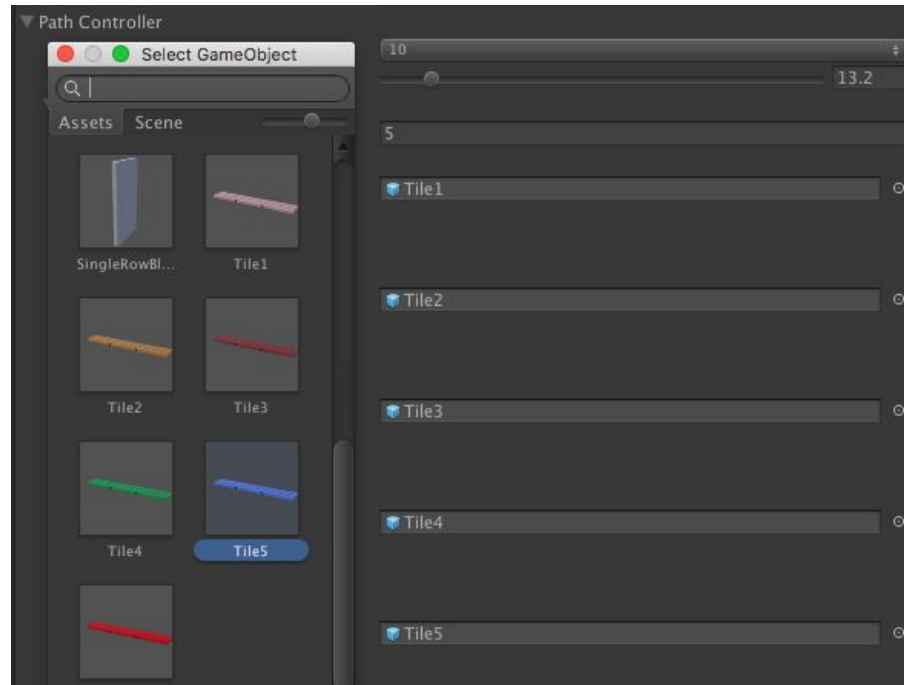 Path Controller
Select GameObject
10
13.2
Assets Scene
5
Tile1
SingleRowBl... Tile1
Tile2
Tile2 Tile3
Tile3
Tile4 Tile5
Tile4
Tile5